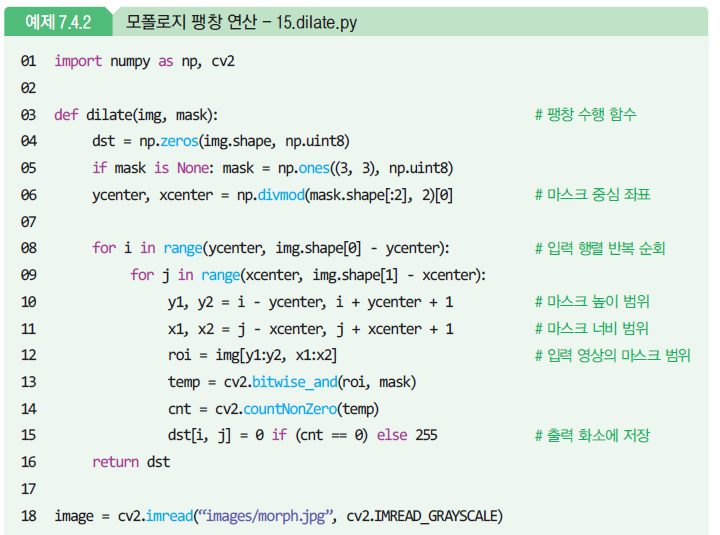 예제 7.4.2 모폴로지 팽창 연산 - 15.dilate.py
01 import numpy as np, cv2
02
03 def dilate(img, mask): # 팽창 수행 함수
04 dst = np.zeros(img.shape, np.uint8)
05 if mask is None: mask = np.ones((3, 3), np.uint8)
06 ycenter, xcenter = np.divmod(mask.shape[:2], 2)[0] # 마스크 중심 좌표
07
08 for i in range(ycenter, img.shape[0] - ycenter): # 입력 행렬 반복 순회
09 for j in range(xcenter, img.shape[1] - xcenter):
10 y1, y2 = i - ycenter, i + ycenter + 1 # 마스크 높이 범위
11 x1, x2 = j - xcenter, j + xcenter + 1 # 마스크 너비 범위
12 roi = img[y1:y2, x1:x2] # 입력 영상의 마스크 범위
13 temp = cv2.bitwise_and(roi, mask)
14 cnt = cv2.countNonZero(temp)
15 dst[i, j] = 0 if (cnt == 0) else 255 # 출력 화소에 저장
16 return dst
17
18 image = cv2.imread(“images/morph.jpg”, cv2.IMREAD_GRAYSCALE)